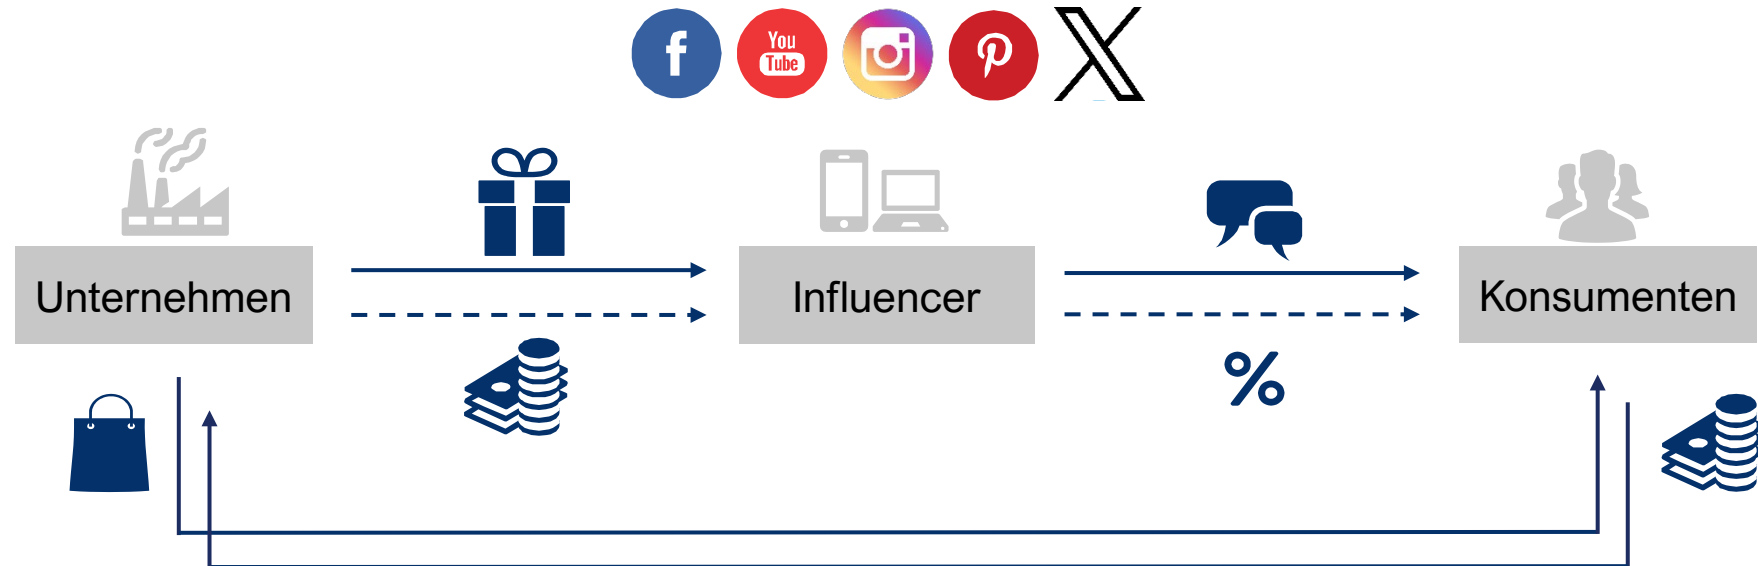 f
You
Tube
X
Unternehmen
Influencer
Konsumenten
%